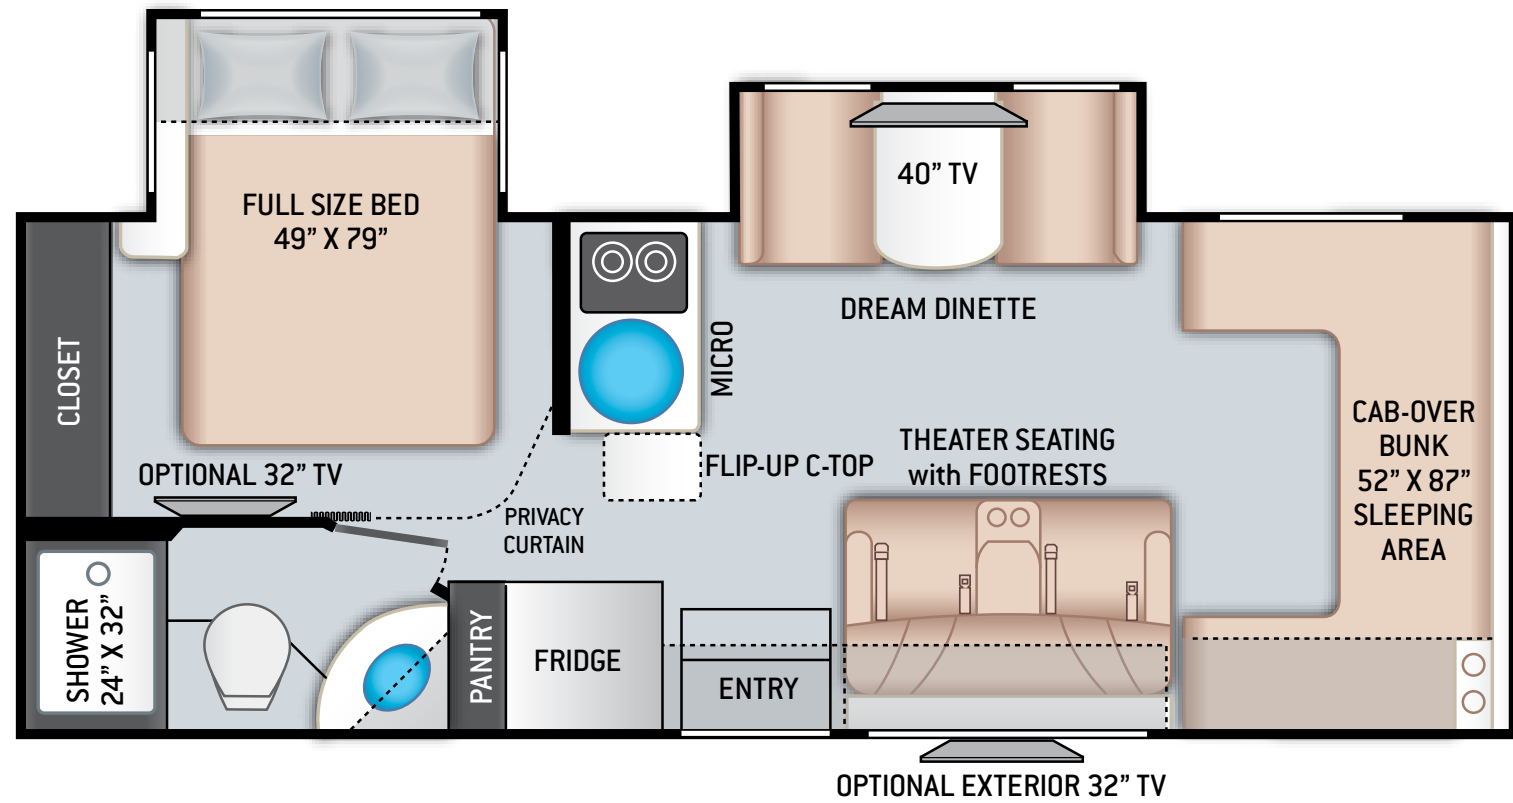 FULL SIZE BED
49” X 79”
40” TV
DREAM DINETTE
CLOSET
MICRO
OPTIONAL 32” TV
FLIP-UP C-TOP
THEATER SEATING
with FOOTRESTS
CAB-OVER
BUNK
52” X 87”
SLEEPING
AREA
PRIVACY
CURTAIN
SHOWER
24” X 32”
PANTRY
FRIDGE
ENTRY
OPTIONAL EXTERIOR 32” TV